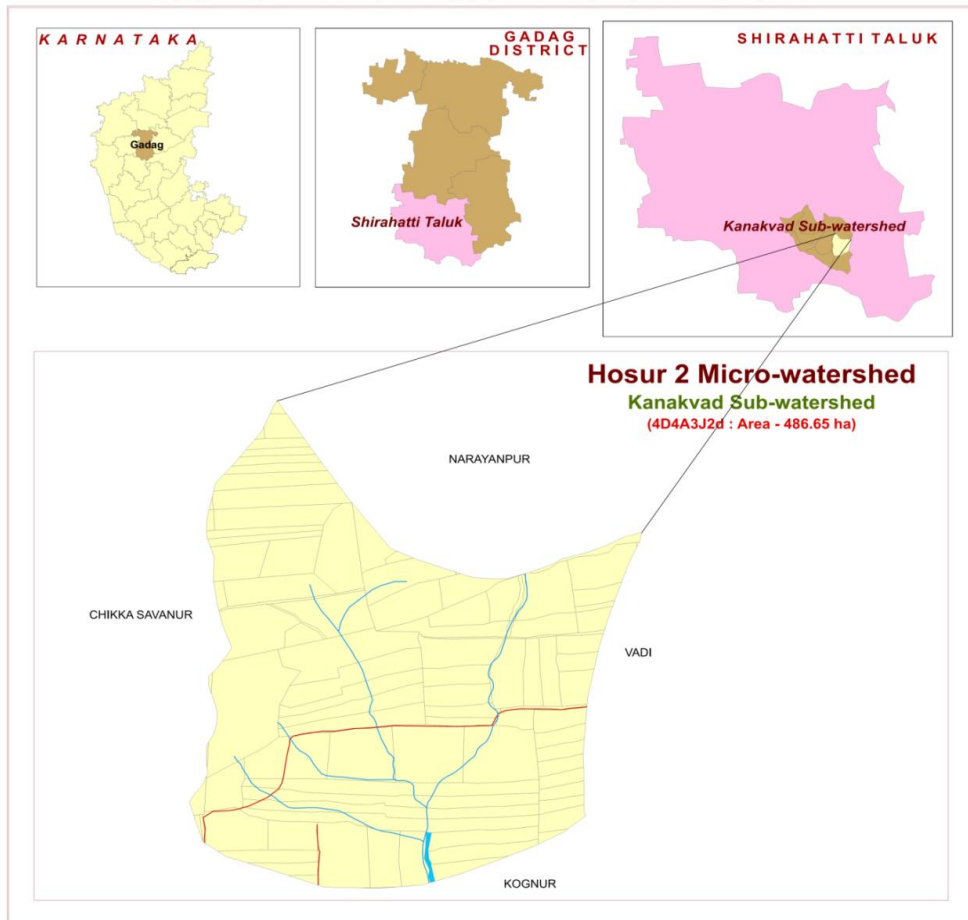 KARNATAKA
Gadag
GADAG
DISTRICT
Shirahatti Taluk
SHIRAHATTI TALUK
Kanakvad Sub-watershed
Hosur 2 Micro-watershed
Kanakvad Sub-watershed
(4D4A3J2d : Area - 486.65 ha)
NARAYANPUR
CHIKKA SAVANUR
VADI
KOGNUR